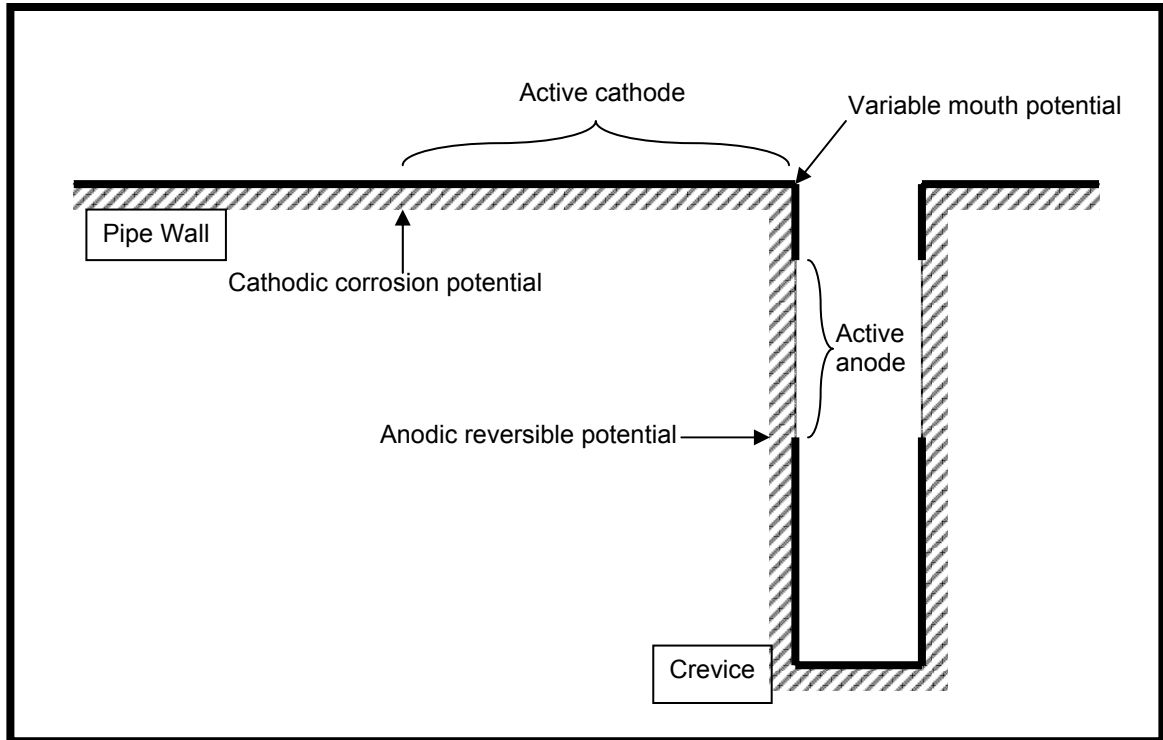 Active cathode
Variable mouth potential
Pipe Wall
Cathodic corrosion potential
Active
anode
Anodic reversible potential
Crevice